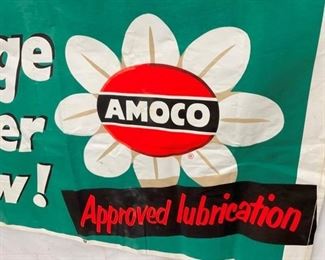 ge
er
w!
AMOCO
®
Approved lubrication